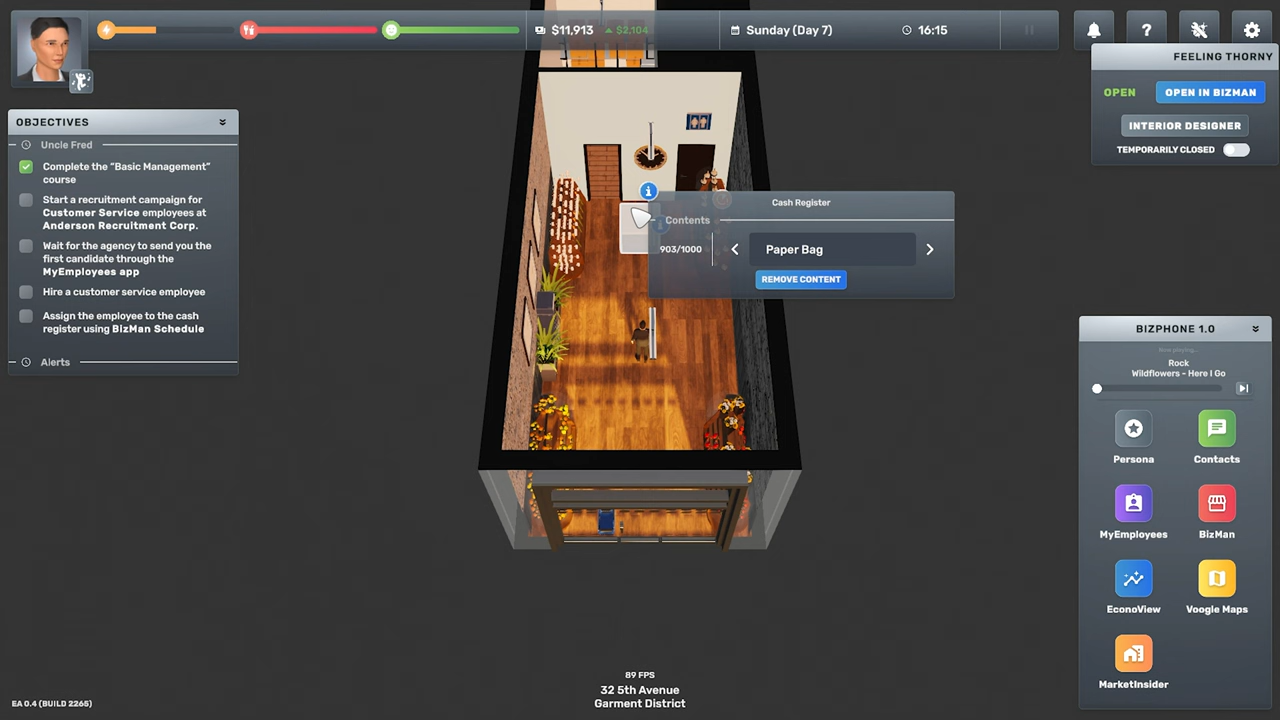 $11,913 ▲ $2,104
Sunday (Day 7)
16:15
?
FEELING THORNY
OPEN
OPEN IN BIZMAN
INTERIOR DESIGNER
TEMPORARILY CLOSED
OBJECTIVES
Uncle Fred
Complete the "Basic Management"
course
Start a recruitment campaign for
Customer Service employees at
Anderson Recruitment Corp.
Wait for the agency to send you the
first candidate through the
MyEmployees app
Hire a customer service employee
Assign the employee to the cash
register using BizMan Schedule
Alerts
Cash Register
Contents
903/1000
Paper Bag
REMOVE CONTENT
BIZPHONE 1.0
Now playing...
Rock
Wildflowers - Here I Go
Persona
Contacts
MyEmployees
BizMan
EconoView
Voogle Maps
MarketInsider
89 FPS
32 5th Avenue
Garment District
EA 0.4 (BUILD 2265)